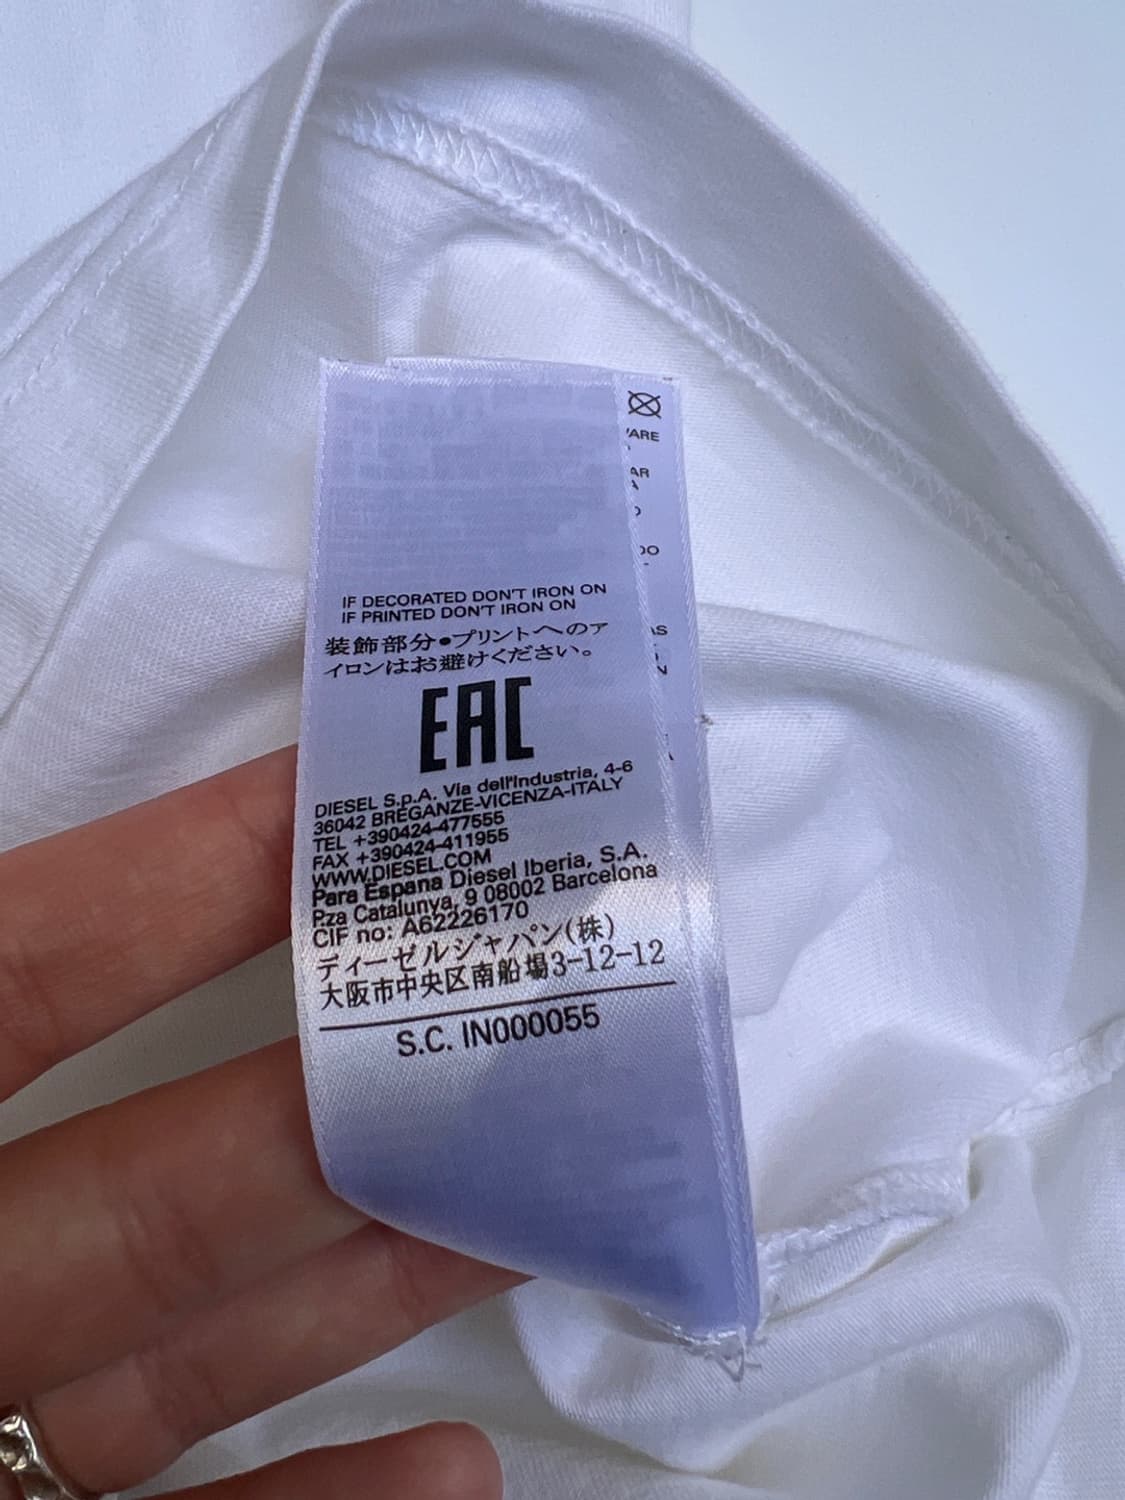 IF DECORATED DON'T IRON ON
IF PRINTED DON'T IRON ON
装飾部分●プリントへのア
イロンはお避けください。
EAC
DIESEL S.p.A. Via dell'Industria, 4-6
36042 BREGANZE-VICENZA-ITALY
TEL +390424-477555
FAX +390424-411955
WWW.DIESEL.COM
Para Espana Diesel Iberia, S.A.
P.za Catalunya, 9 08002 Barcelona
CIF no: A62226170
ディーゼルジャパン(株)
大阪市中央区南船場3-12-12
S.C. IN000055